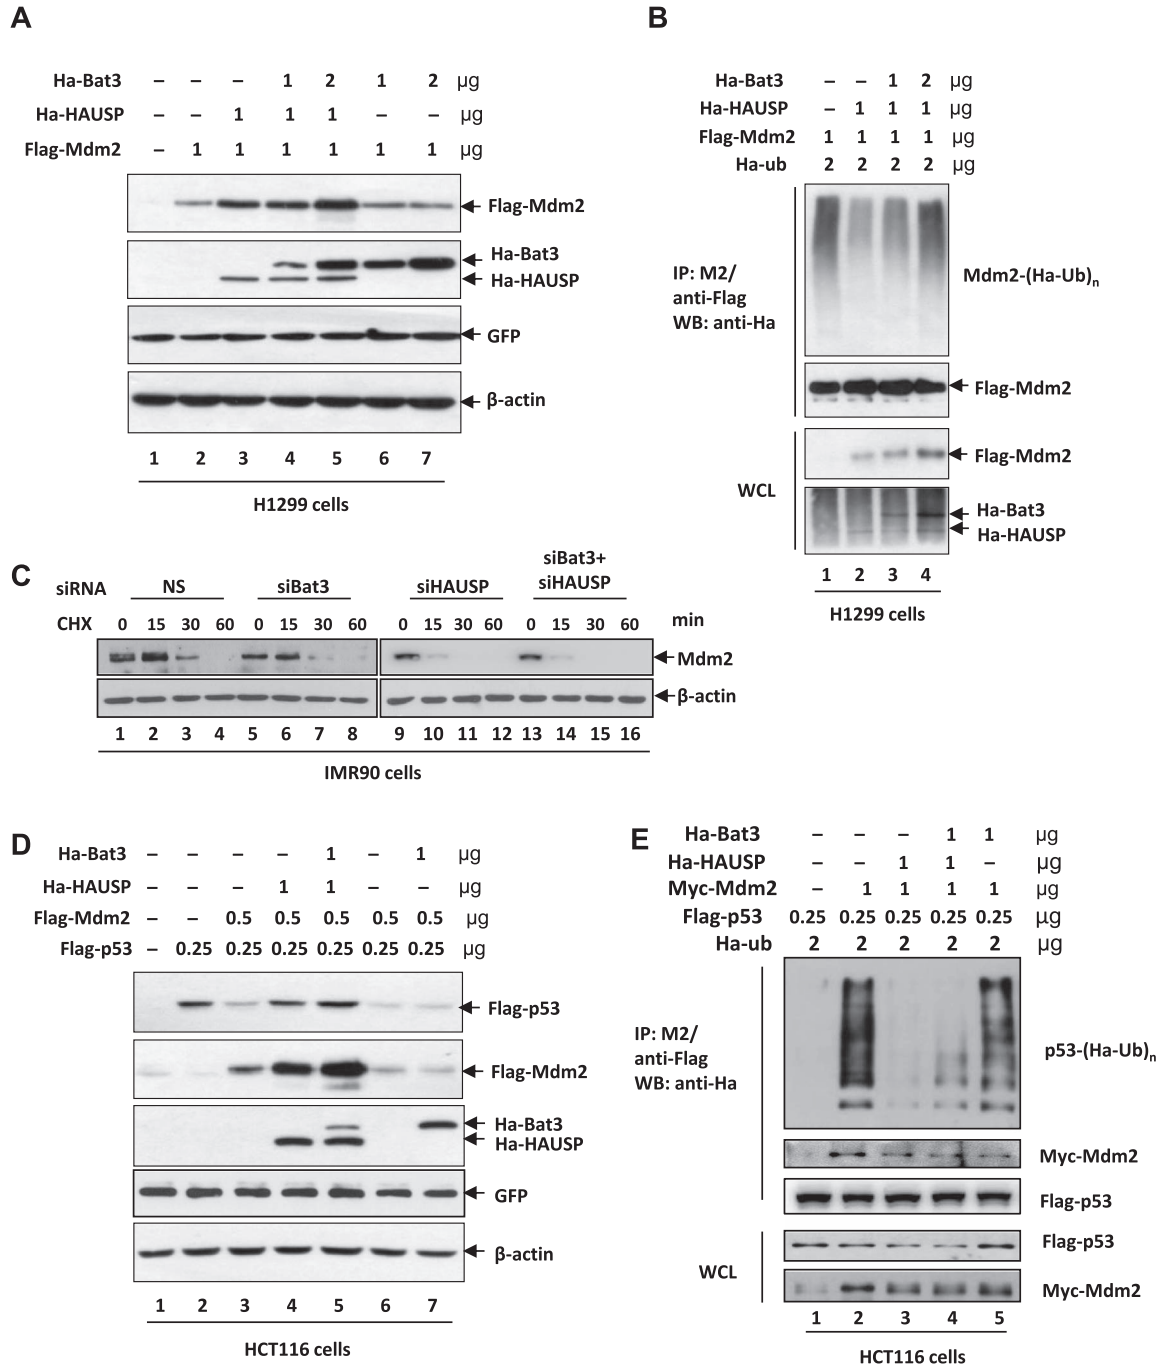 A
Ha-Bat3 – – – 1 2 1 2 µg
Ha-HAUSP – – 1 1 1 – – µg
Flag-Mdm2 – 1 1 1 1 1 1 µg
Flag-Mdm2
Ha-Bat3
Ha-HAUSP
GFP
β-actin
1 2 3 4 5 6 7
H1299 cells
B
Ha-Bat3 – – 1 2 µg
Ha-HAUSP – 1 1 1 µg
Flag-Mdm2 1 1 1 1 µg
Ha-ub 2 2 2 2 µg
IP: M2/
anti-Flag
WB: anti-Ha
Mdm2-(Ha-Ub)n
Flag-Mdm2
WCL
Flag-Mdm2
Ha-Bat3
Ha-HAUSP
1 2 3 4
H1299 cells
C
siRNA NS siBat3 siHAUSP siBat3+
siHAUSP
CHX 0 15 30 60 0 15 30 60 0 15 30 60 0 15 30 60 min
Mdm2
β-actin
1 2 3 4 5 6 7 8 9 10 11 12 13 14 15 16
IMR90 cells
D
Ha-Bat3 – – – – 1 – 1 µg
Ha-HAUSP – – – 1 1 – – µg
Flag-Mdm2 – – 0.5 0.5 0.5 0.5 0.5 µg
Flag-p53 – 0.25 0.25 0.25 0.25 0.25 0.25 µg
Flag-p53
Flag-Mdm2
Ha-Bat3
Ha-HAUSP
GFP
β-actin
1 2 3 4 5 6 7
HCT116 cells
E
Ha-Bat3 – – – 1 1 µg
Ha-HAUSP – – 1 1 – µg
Myc-Mdm2 – 1 1 1 1 µg
Flag-p53 0.25 0.25 0.25 0.25 0.25 µg
Ha-ub 2 2 2 2 2 µg
IP: M2/
anti-Flag
WB: anti-Ha
p53-(Ha-Ub)n
Myc-Mdm2
Flag-p53
WCL
Flag-p53
Myc-Mdm2
1 2 3 4 5
HCT116 cells